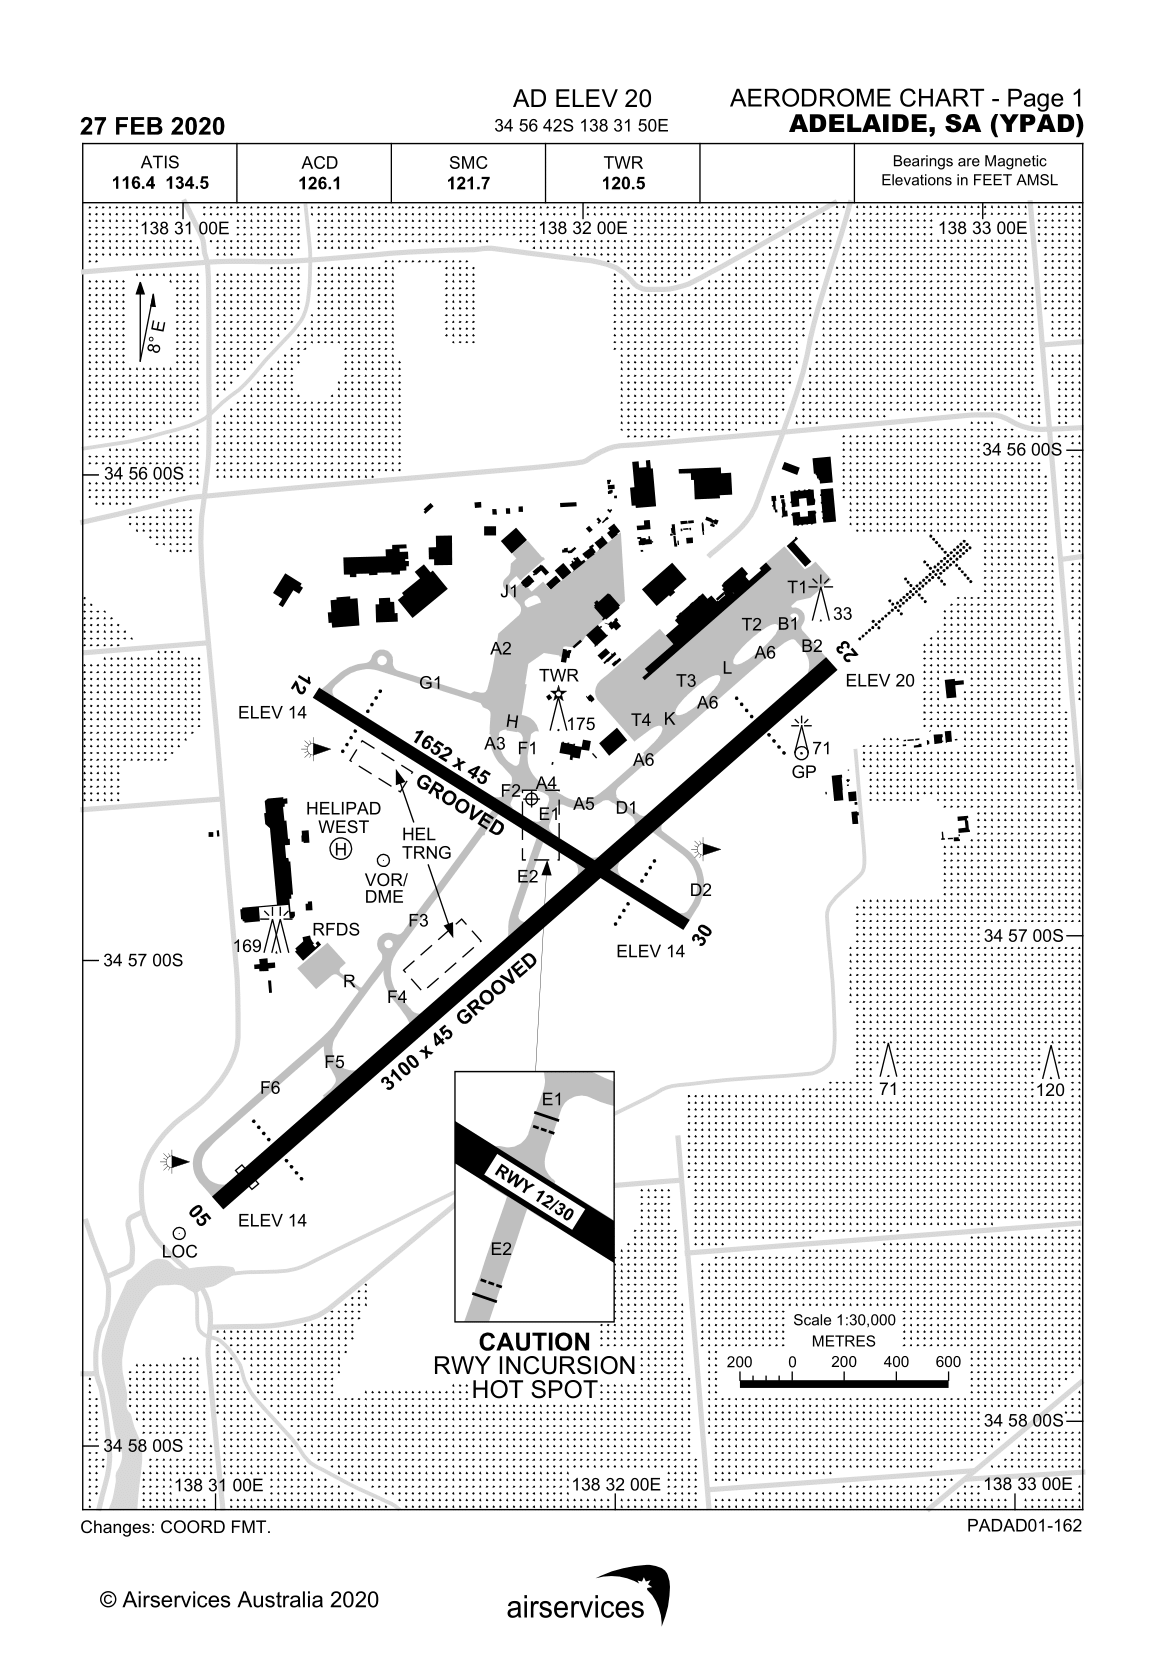 AD ELEV 20
AERODROME CHART - Page 1
27 FEB 2020
34 56 42S 138 31 50E
ADELAIDE, SA (YPAD)
ATIS
116.4 134.5
ACD
126.1
SMC
121.7
TWR
120.5
Bearings are Magnetic
Elevations in FEET AMSL
138 31 00E
138 32 00E
138 33 00E
8° E
34 56 00S
34 56 00S
J1
T1
33
T2
B1
A2
A6
B2
23
L
TWR
G1
T3
ELEV 20
12
A6
ELEV 14
H
175
T4
K
A3
F1
71
1652 x 45
GROOVED
A6
GP
F2
A4
E1
A5
D1
HELIPAD
WEST
H
HEL
TRNG
VOR/
DME
E2
D2
F3
RFDS
169
30
ELEV 14
34 57 00S
34 57 00S
R
F4
3100 x 45 GROOVED
F5
F6
71
120
E1
RWY 12/30
E2
05
ELEV 14
LOC
CAUTION
RWY INCURSION
HOT SPOT
Scale 1:30,000
METRES
200 0 200 400 600
34 58 00S
34 58 00S
138 31 00E
138 32 00E
138 33 00E
Changes: COORD FMT.
PADAD01-162
© Airservices Australia 2020
airservices